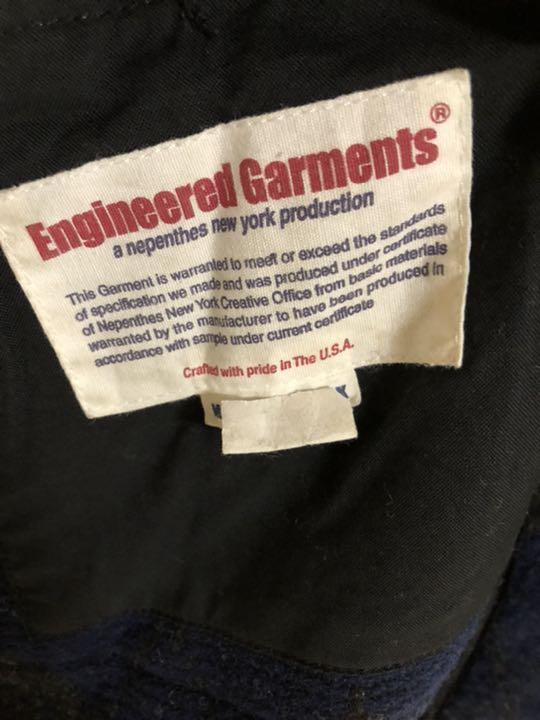 Engineered Garments®
a nepenthes new york production
This Garment is warranted to meet or exceed the standards
of specification we made and was produced under certificate
of Nepenthes New York Creative Office from basic materials
warranted by the manufacturer to have been produced in
accordance with sample under current certificate
Crafted with pride in The U.S.A.